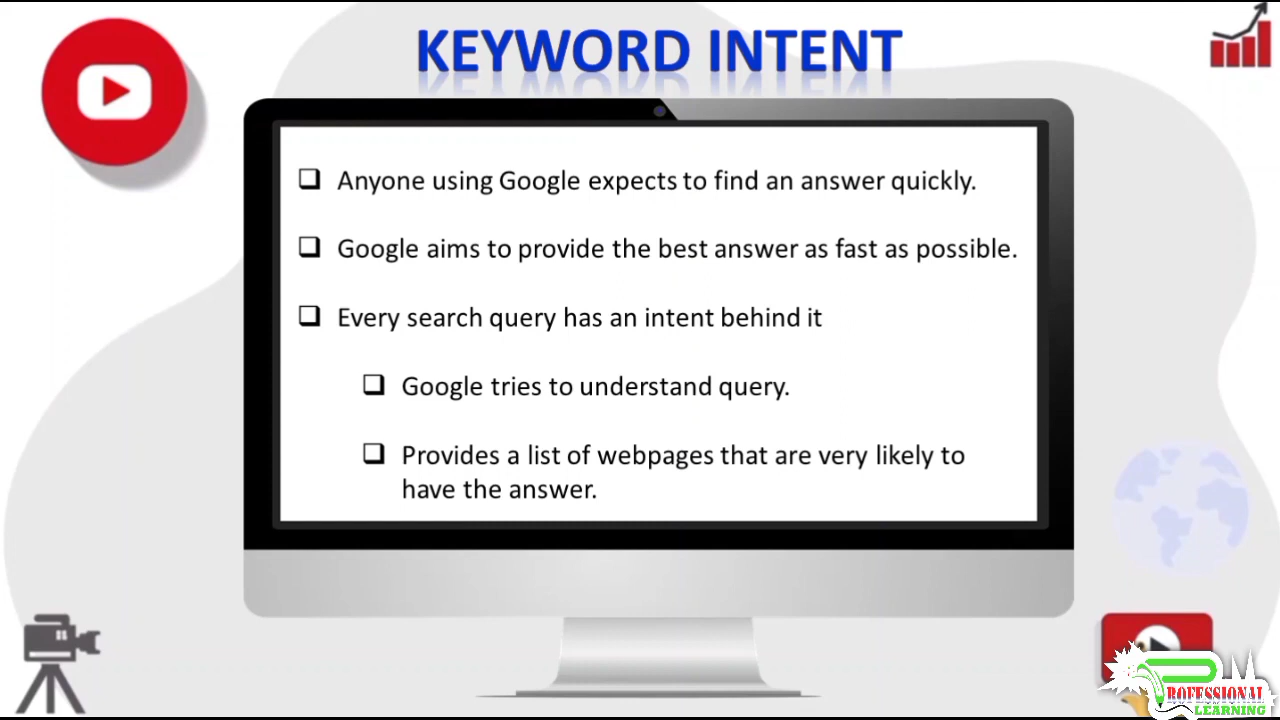 KEYWORD INTENT
❑ Anyone using Google expects to find an answer quickly.
❑ Google aims to provide the best answer as fast as possible.
❑ Every search query has an intent behind it
❑ Google tries to understand query.
❑ Provides a list of webpages that are very likely to
have the answer.
PROFESSIONAL
LEARNING